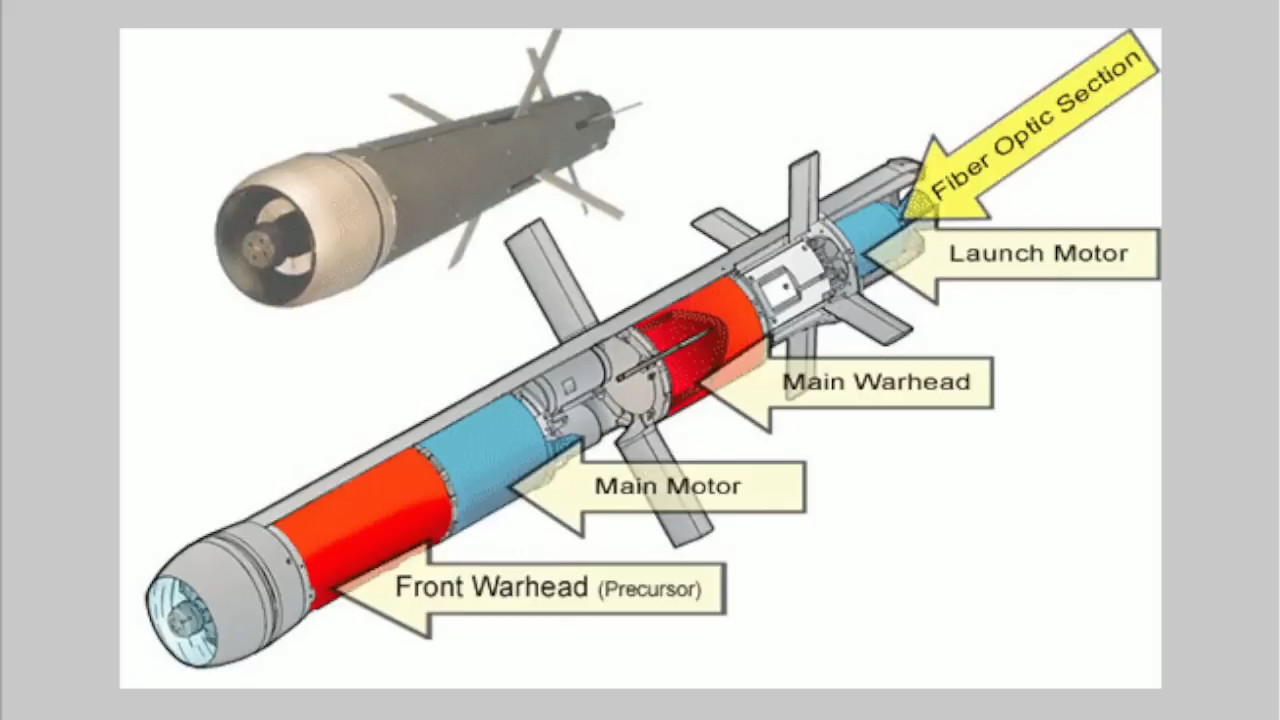 Fiber Optic Section
Launch Motor
Main Warhead
Main Motor
Front Warhead (Precursor)